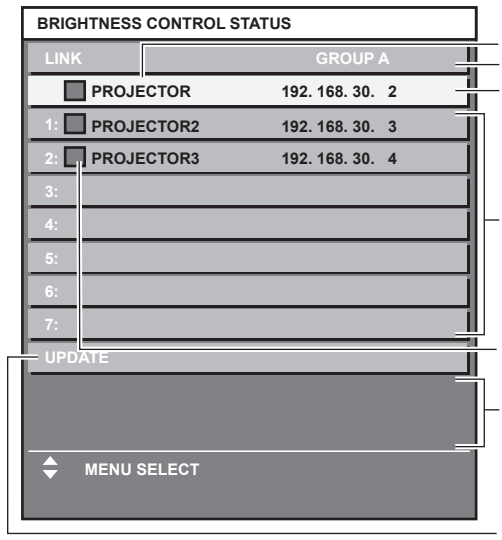 BRIGHTNESS CONTROL STATUS
LINK GROUP A
PROJECTOR 192. 168. 30. 2
1: PROJECTOR2 192. 168. 30. 3
2: PROJECTOR3 192. 168. 30. 4
3:
4:
5:
6:
7:
UPDATE
MENU SELECT